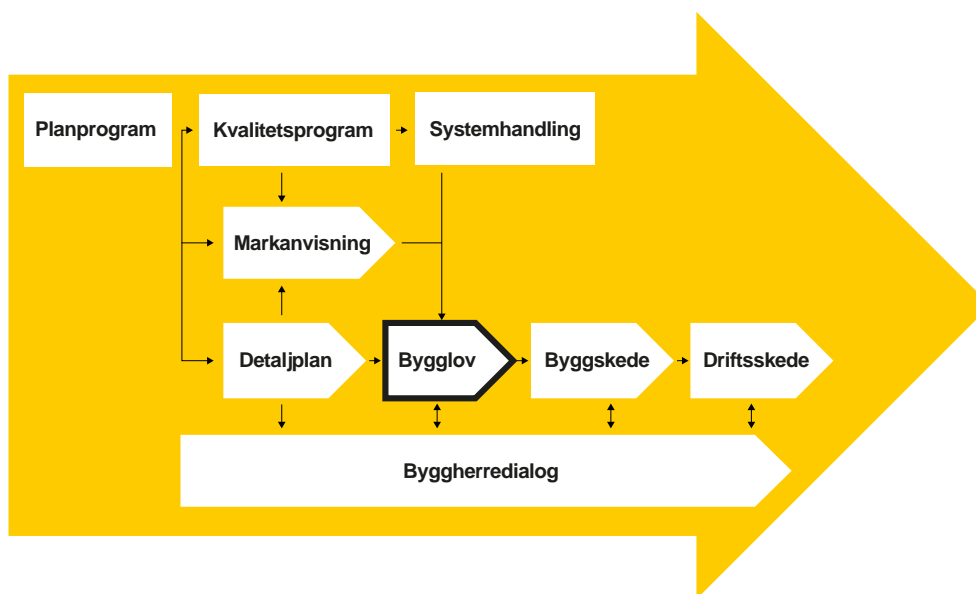 Planprogram
Kvalitetsprogram
Systemhandling
Markanvisning
Detaljplan
Bygglov
Byggskede
Driftsskede
Byggherredialog